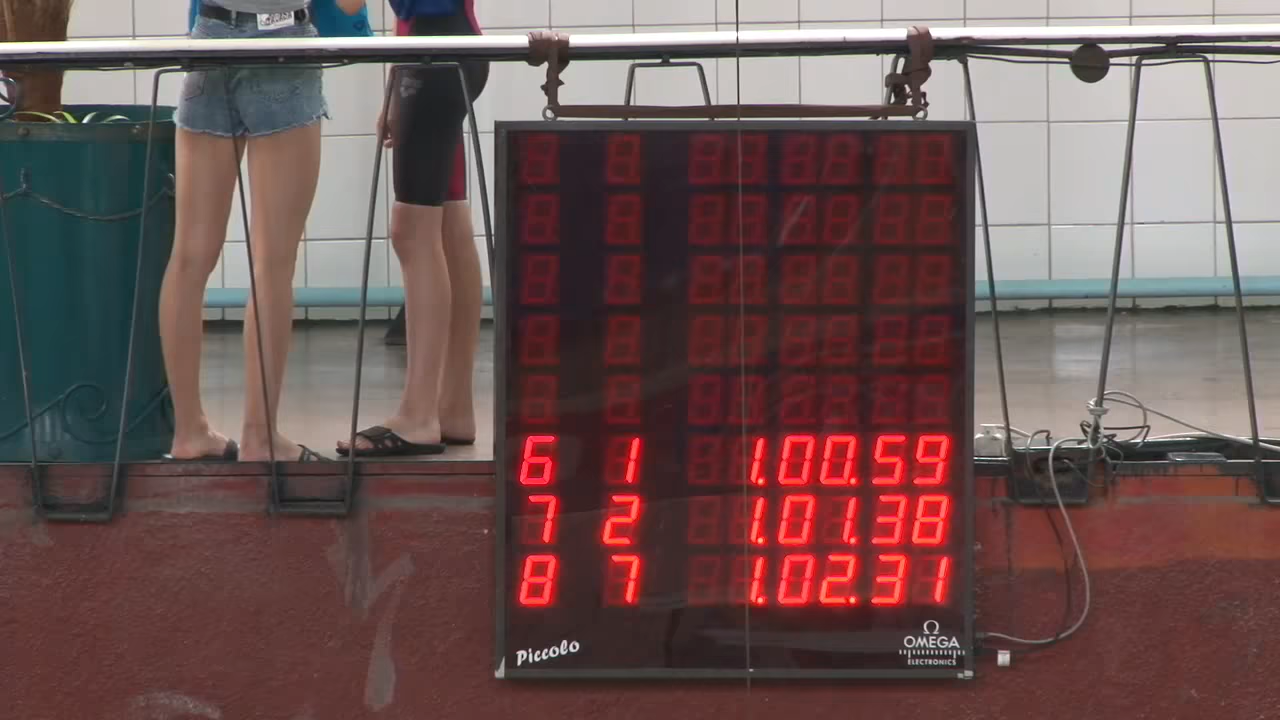 6 1 1.00.59
7 2 1.01.38
8 7 1.02.31
Piccolo
Ω
OMEGA
ELECTRONICS